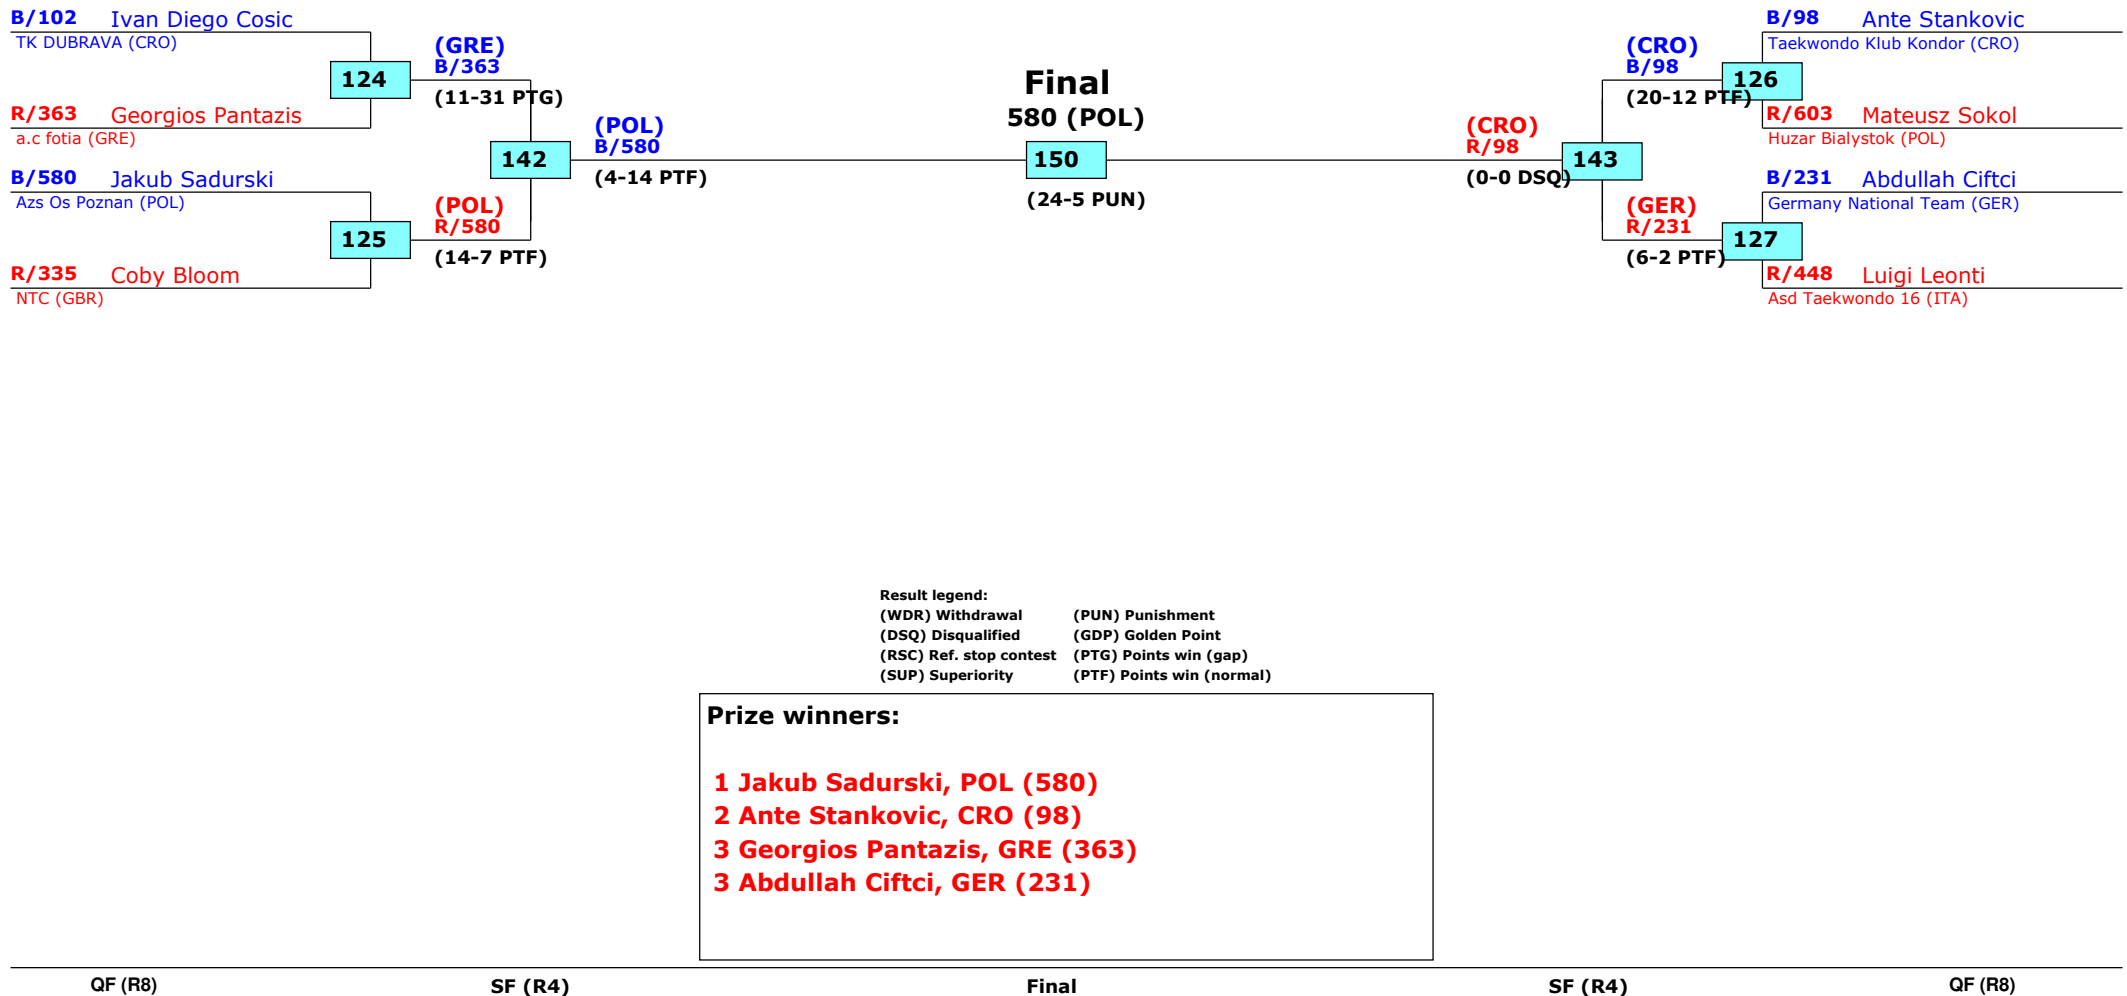 B/102 Ivan Diego Cosic
TK DUBRAVA (CRO)
124
R/363 Georgios Pantazis
a.c fotia (GRE)
(GRE)
B/363
(11-31 PTG)
B/580 Jakub Sadurski
Azs Os Poznan (POL)
125
R/335 Coby Bloom
NTC (GBR)
(POL)
R/580
(14-7 PTF)
142
(POL)
B/580
(4-14 PTF)
Final
580 (POL)
150
(24-5 PUN)
(CRO)
R/98
(0-0 DSQ)
143
(CRO)
B/98
(20-12 PTF)
126
B/98 Ante Stankovic
Taekwondo Klub Kondor (CRO)
R/603 Mateusz Sokol
Huzar Bialystok (POL)
(GER)
R/231
(6-2 PTF)
127
B/231 Abdullah Ciftci
Germany National Team (GER)
R/448 Luigi Leonti
Asd Taekwondo 16 (ITA)
Result legend:
(WDR) Withdrawal (PUN) Punishment
(DSQ) Disqualified (GDP) Golden Point
(RSC) Ref. stop contest (PTG) Points win (gap)
(SUP) Superiority (PTF) Points win (normal)
Prize winners:
1 Jakub Sadurski, POL (580)
2 Ante Stankovic, CRO (98)
3 Georgios Pantazis, GRE (363)
3 Abdullah Ciftci, GER (231)
QF (R8) SF (R4) Final SF (R4) QF (R8)